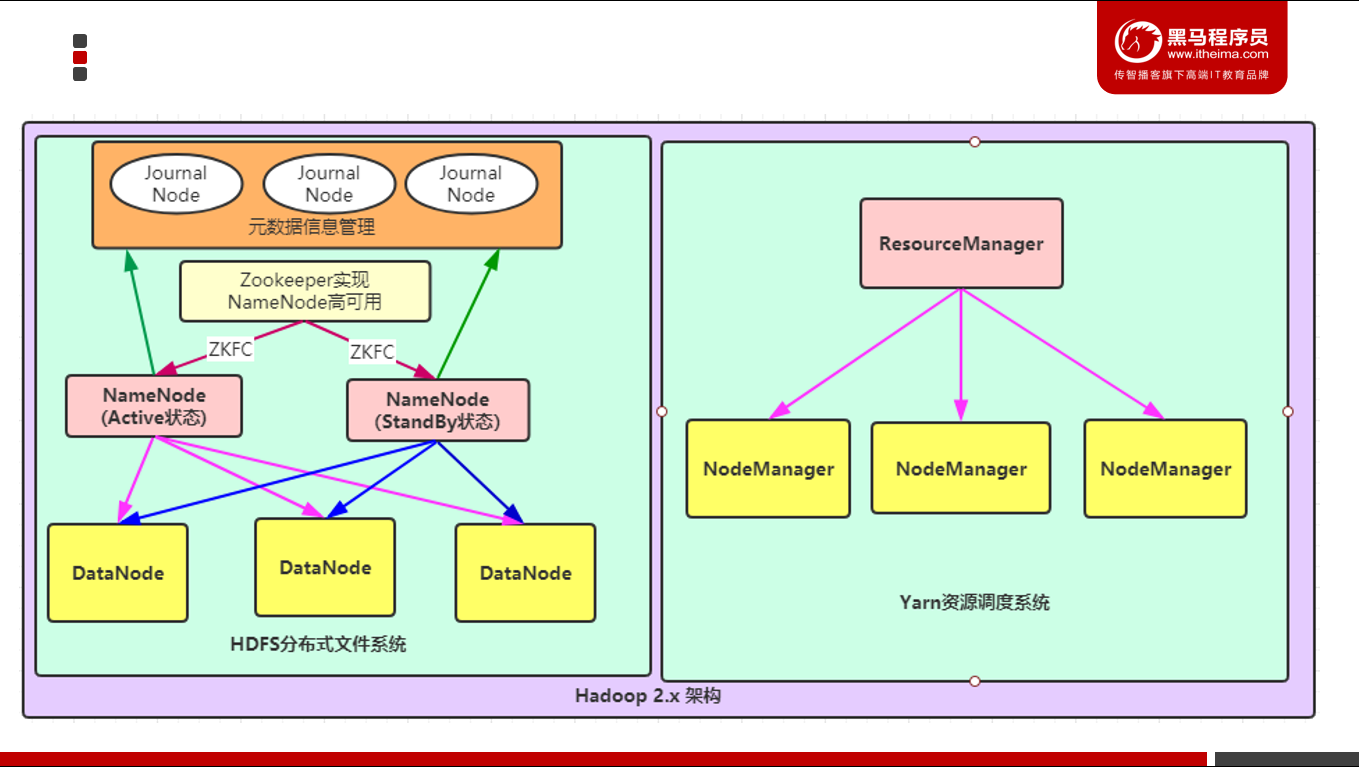 黑马程序员
www.itheima.com
传智播客旗下高端IT教育品牌
Journal
Node
Journal
Node
Journal
Node
元数据信息管理
Zookeeper实现
NameNode高可用
ZKFC
ZKFC
NameNode
(Active状态)
NameNode
(StandBy状态)
DataNode
DataNode
DataNode
HDFS分布式文件系统
ResourceManager
NodeManager
NodeManager
NodeManager
Yarn资源调度系统
Hadoop 2.x 架构